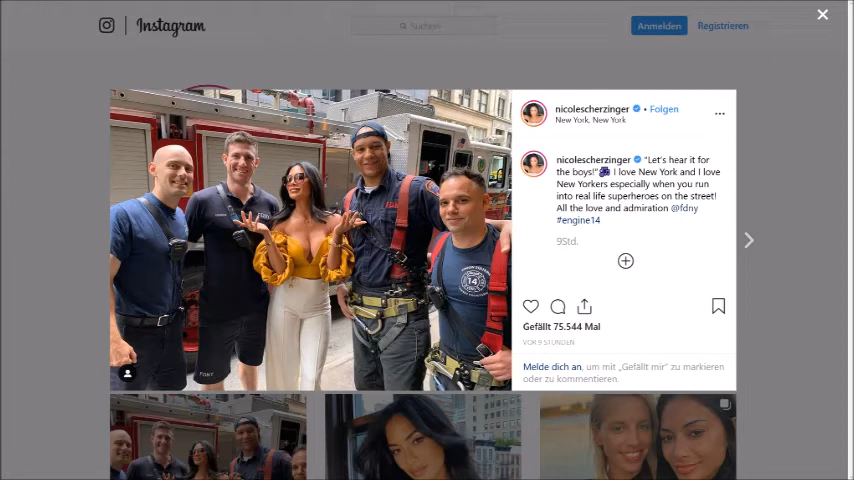 Instagram
Suchen
Anmelden
Registrieren
nicolescherzinger • Folgen
New York, New York
nicolescherzinger "Let's hear it for
the boys!" I love New York and I love
New Yorkers especially when you run
into real life superheroes on the street!
All the love and admiration @fdny
#engine14
9Std.
Gefällt 75.544 Mal
VOR 9 STUNDEN
Melde dich an, um mit „Gefällt mir" zu markieren
oder zu kommentieren.
FDNY
14